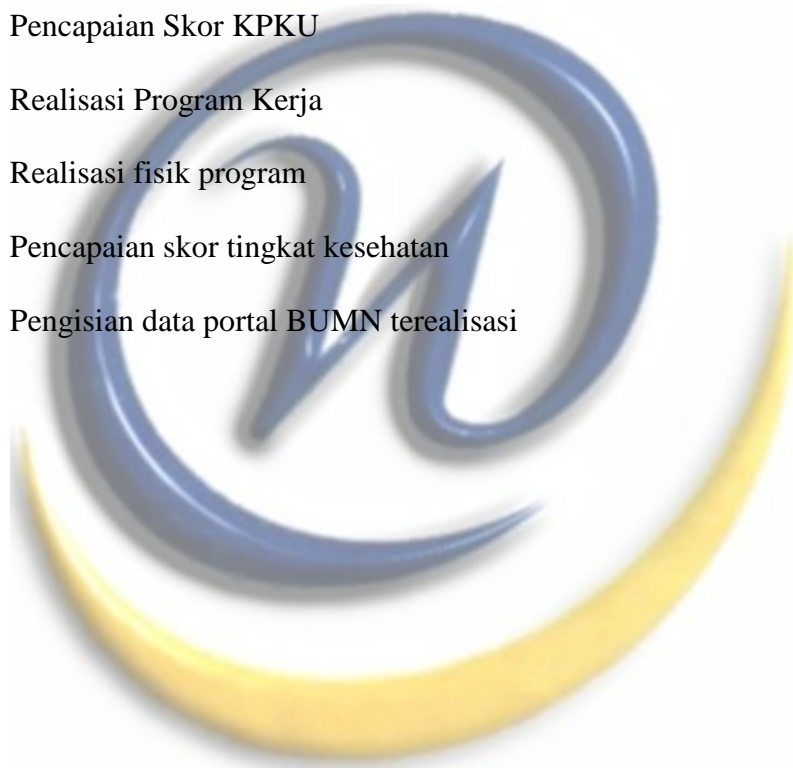 Pencapaian Skor KPKU
Realisasi Program Kerja
Realisasi fisik program
Pencapaian skor tingkat kesehatan
Pengisian data portal BUMN terealisasi